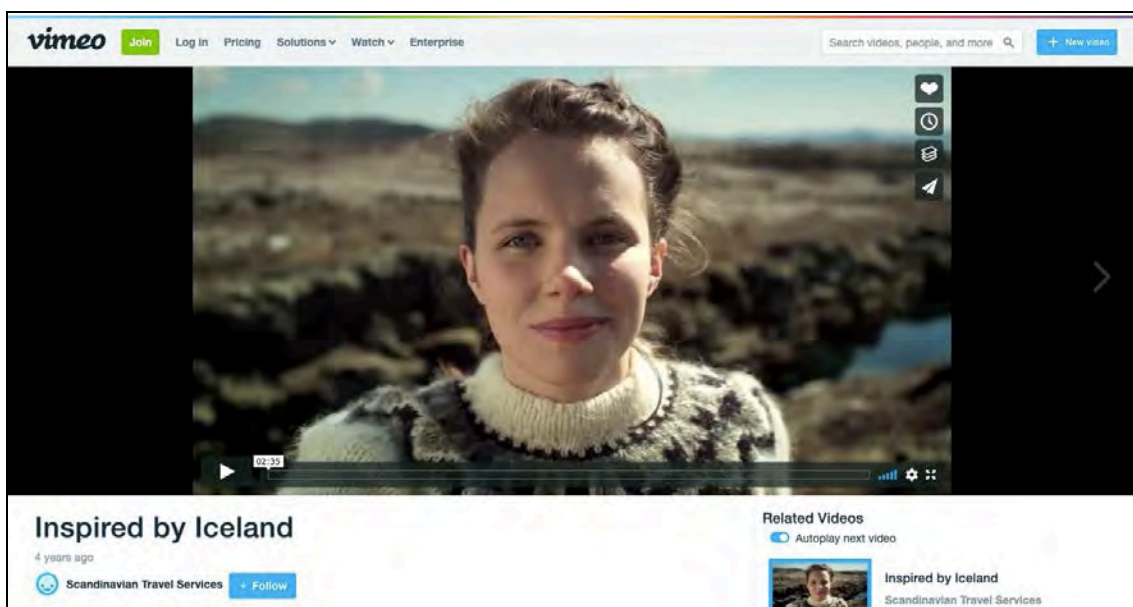 vimeo Join Log in Pricing Solutions Watch Enterprise Search videos, people, and more + New video
02:35
Inspired by Iceland
4 years ago
Scandinavian Travel Services + Follow
Related Videos
Autoplay next video
Inspired by Iceland
Scandinavian Travel Services